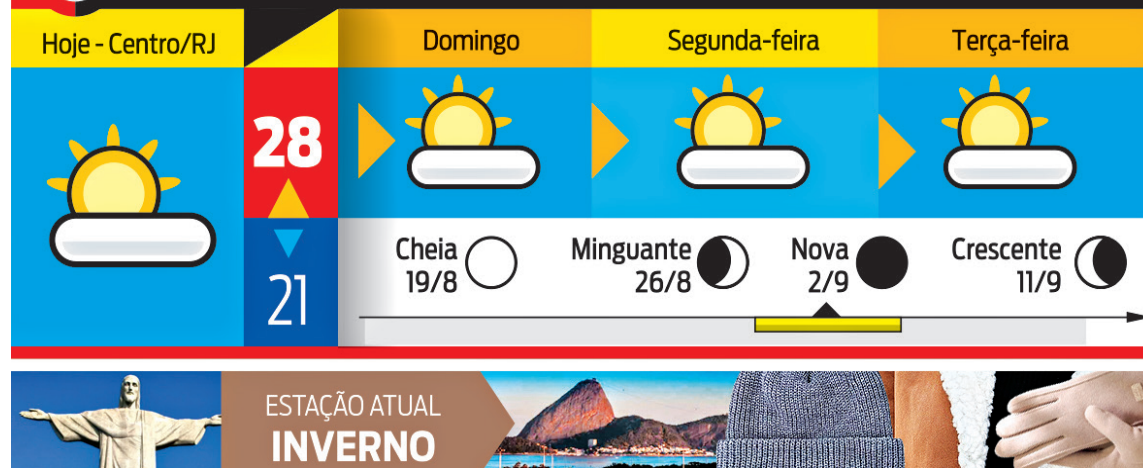 Hoje - Centro/RJ
Domingo
Segunda-feira
Terça-feira
28
21
Cheia
19/8
Minguante
26/8
Nova
2/9
Crescente
11/9
ESTAÇÃO ATUAL
INVERNO